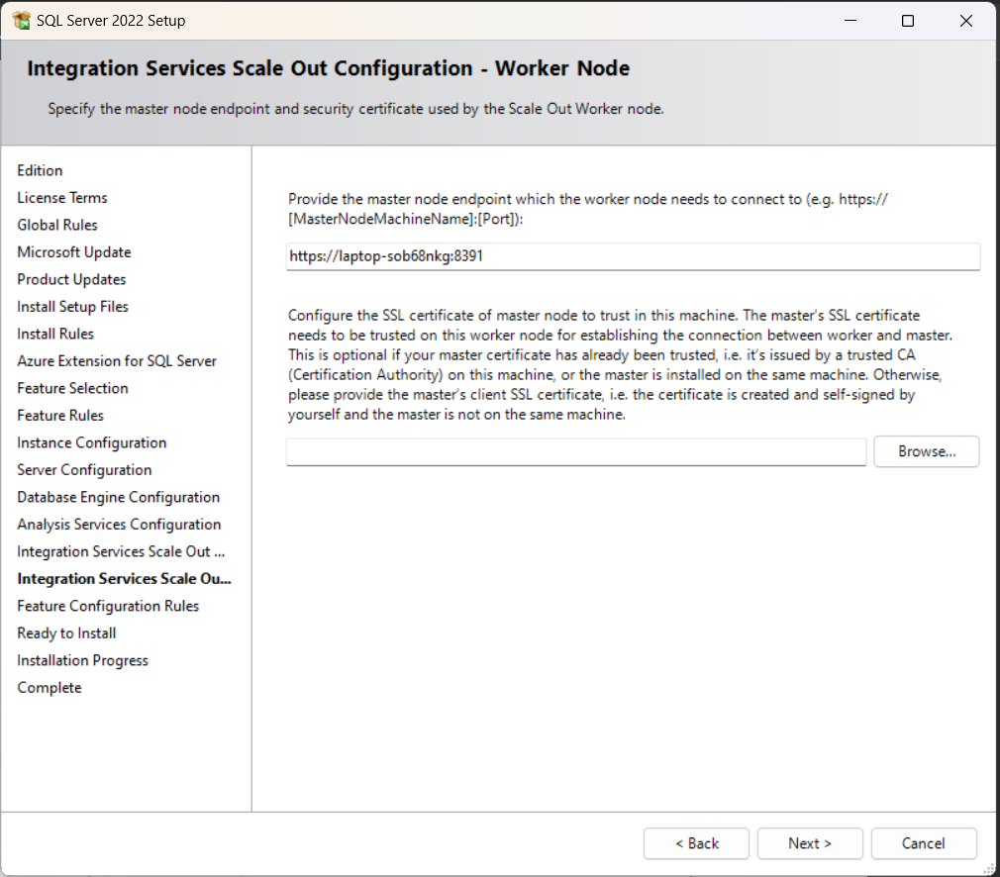 SQL Server 2022 Setup
Integration Services Scale Out Configuration - Worker Node
Specify the master node endpoint and security certificate used by the Scale Out Worker node.
Edition
License Terms
Global Rules
Microsoft Update
Product Updates
Install Setup Files
Install Rules
Azure Extension for SQL Server
Feature Selection
Feature Rules
Instance Configuration
Server Configuration
Database Engine Configuration
Analysis Services Configuration
Integration Services Scale Out ...
Integration Services Scale Ou...
Feature Configuration Rules
Ready to Install
Installation Progress
Complete
Provide the master node endpoint which the worker node needs to connect to (e.g. https://
[MasterNodeMachineName]:[Port]):
https://laptop-sob68nkg:8391
Configure the SSL certificate of master node to trust in this machine. The master's SSL certificate
needs to be trusted on this worker node for establishing the connection between worker and master.
This is optional if your master certificate has already been trusted, i.e. it's issued by a trusted CA
(Certification Authority) on this machine, or the master is installed on the same machine. Otherwise,
please provide the master's client SSL certificate, i.e. the certificate is created and self-signed by
yourself and the master is not on the same machine.
Browse...
< Back
Next >
Cancel